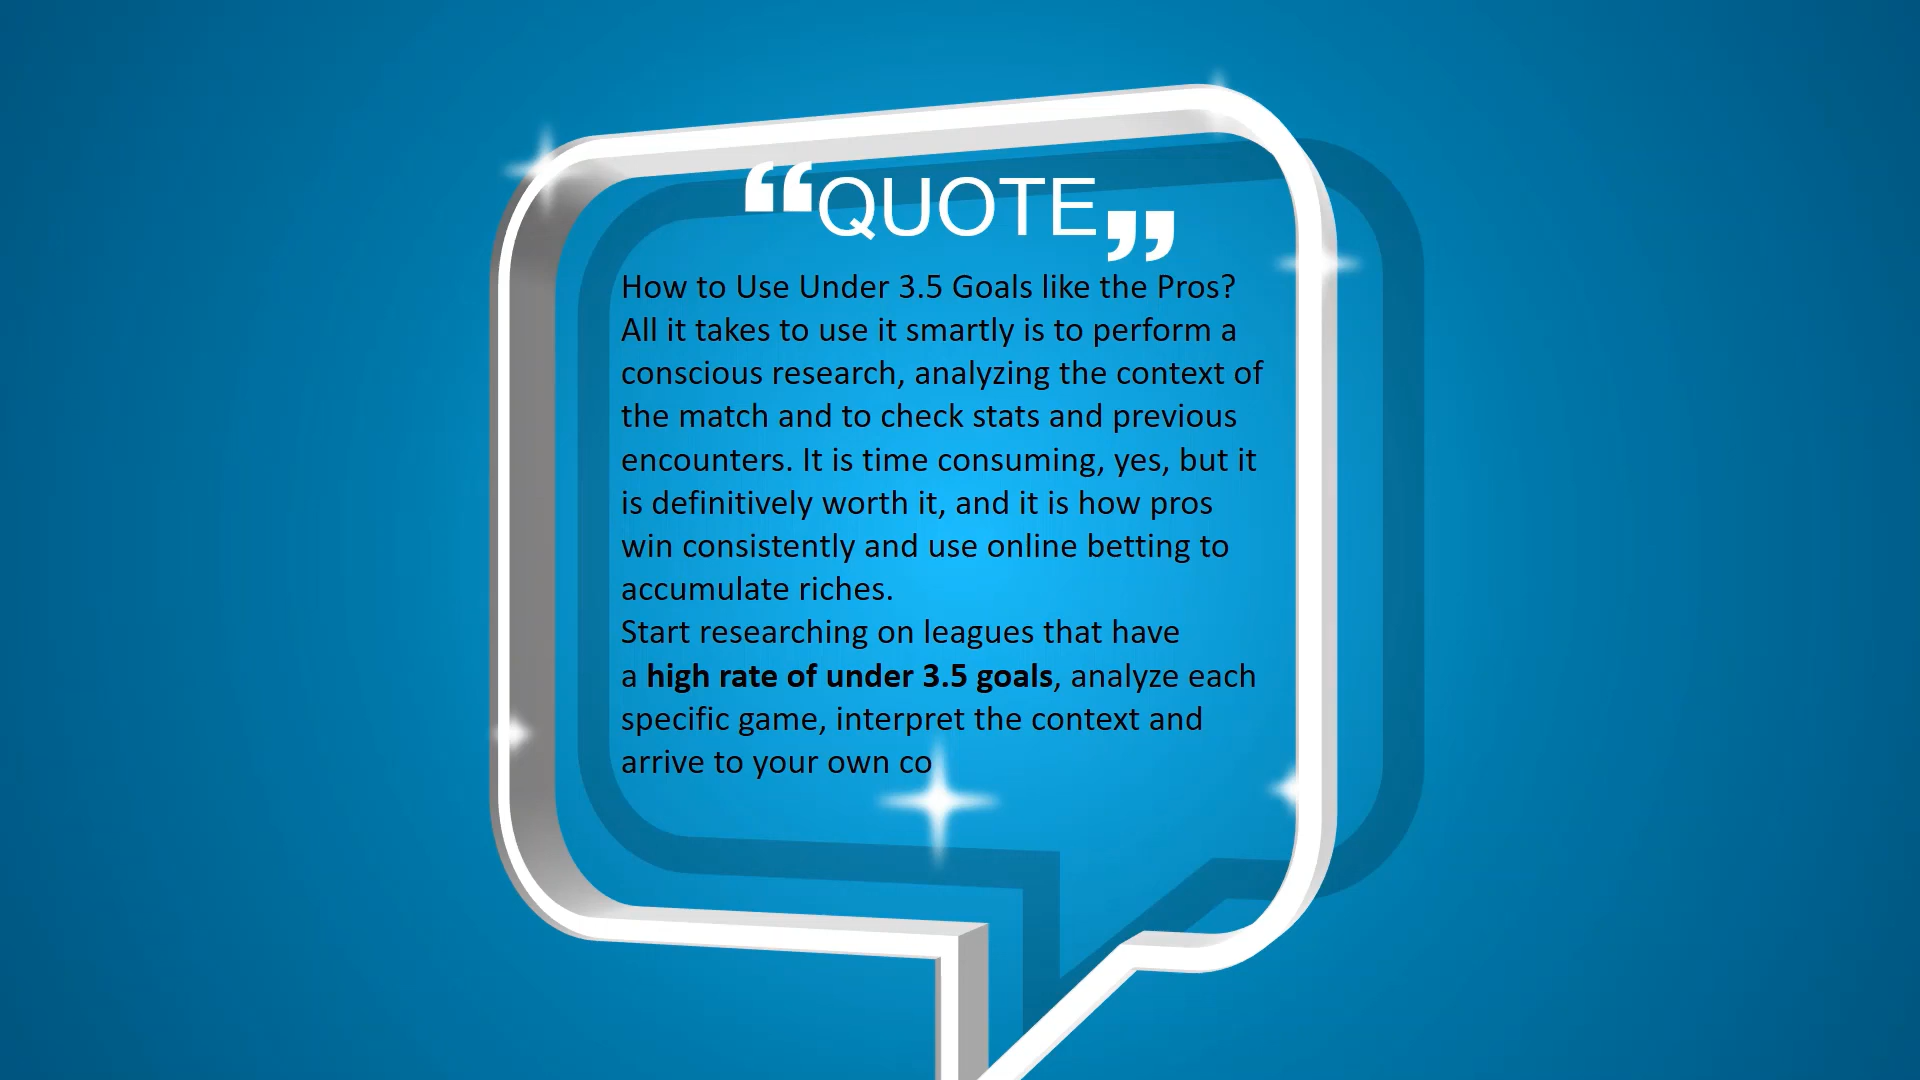 “QUOTE”
How to Use Under 3.5 Goals like the Pros?
All it takes to use it smartly is to perform a
conscious research, analyzing the context of
the match and to check stats and previous
encounters. It is time consuming, yes, but it
is definitively worth it, and it is how pros
win consistently and use online betting to
accumulate riches.
Start researching on leagues that have
a high rate of under 3.5 goals, analyze each
specific game, interpret the context and
arrive to your own co